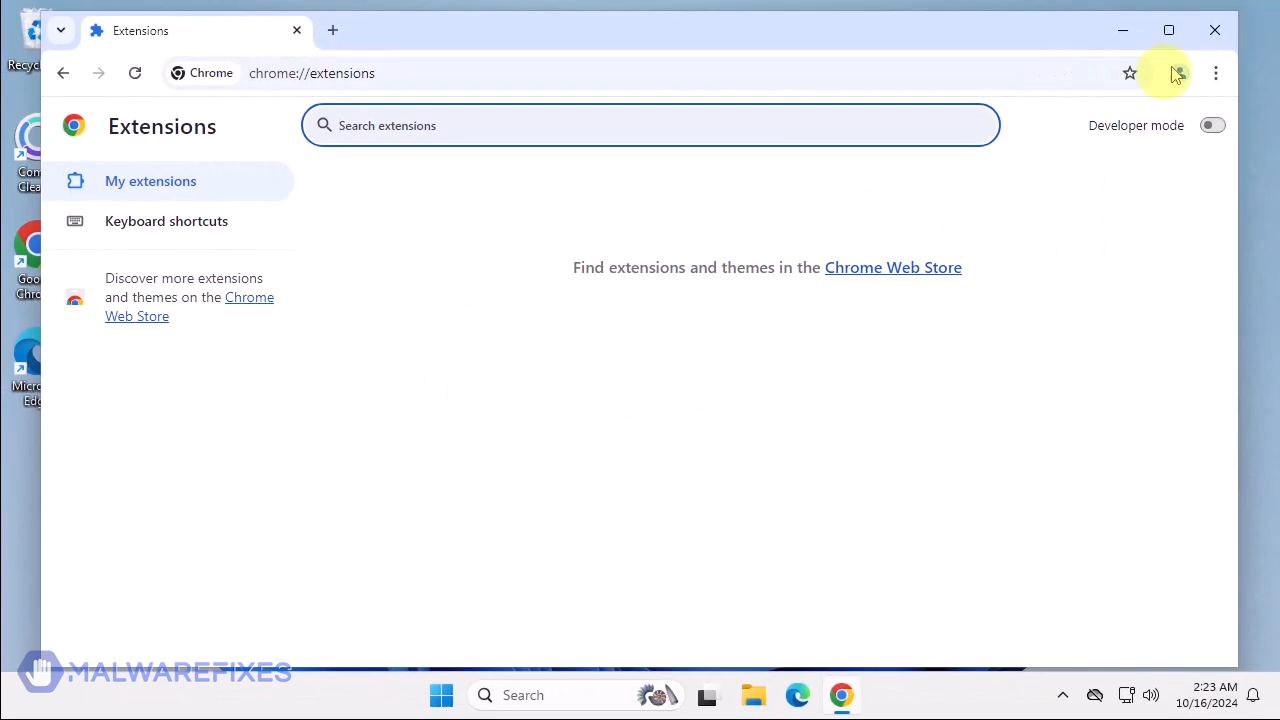 Extensions
Chrome
chrome://extensions
Extensions
Search extensions
Developer mode
My extensions
Keyboard shortcuts
Discover more extensions
and themes on the Chrome
Web Store
Find extensions and themes in the Chrome Web Store
MALWAREFIXES
Search
2:23 AM
10/16/2024